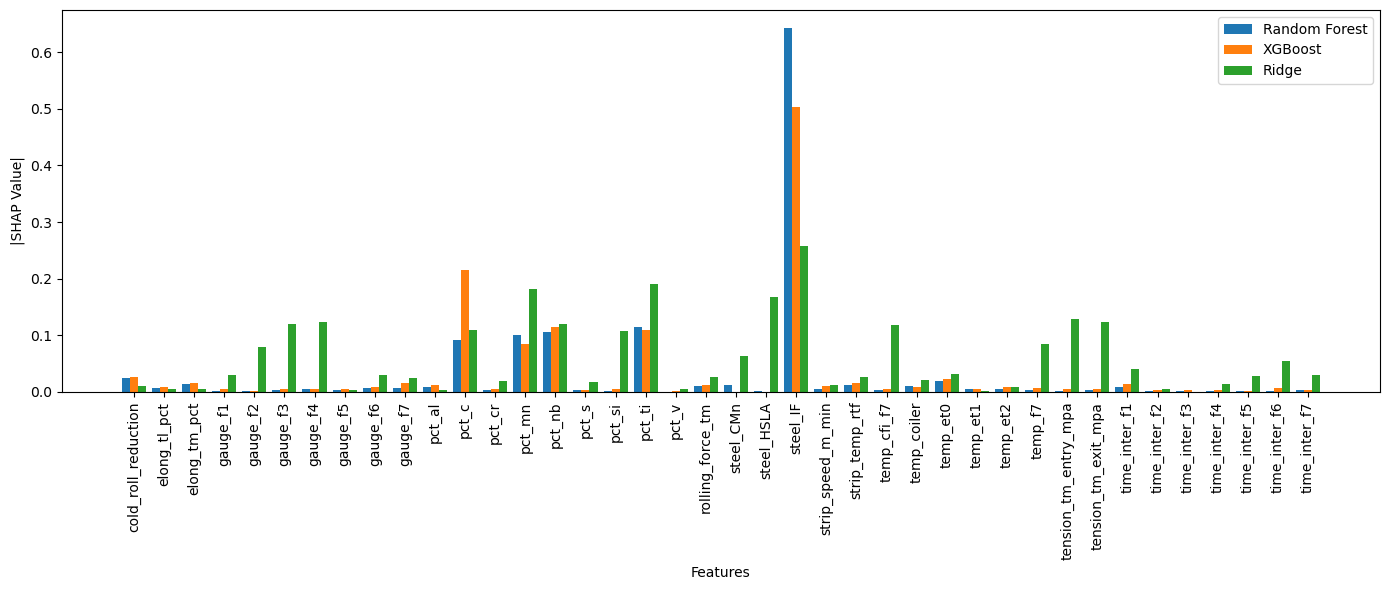 Random Forest
XGBoost
Ridge
|SHAP Value|
0.6
0.5
0.4
0.3
0.2
0.1
0.0
cold_roll_reduction
elong_tl_pct
elong_tm_pct
gauge_f1
gauge_f2
gauge_f3
gauge_f4
gauge_f5
gauge_f6
gauge_f7
pct_al
pct_c
pct_cr
pct_mn
pct_nb
pct_s
pct_si
pct_ti
pct_v
rolling_force_tm
steel_CMn
steel_HSLA
steel_IF
strip_speed_m_min
strip_temp_rtf
temp_cfi_f7
temp_coiler
temp_et0
temp_et1
temp_et2
temp_f7
tension_tm_entry_mpa
tension_tm_exit_mpa
time_inter_f1
time_inter_f2
time_inter_f3
time_inter_f4
time_inter_f5
time_inter_f6
time_inter_f7
Features